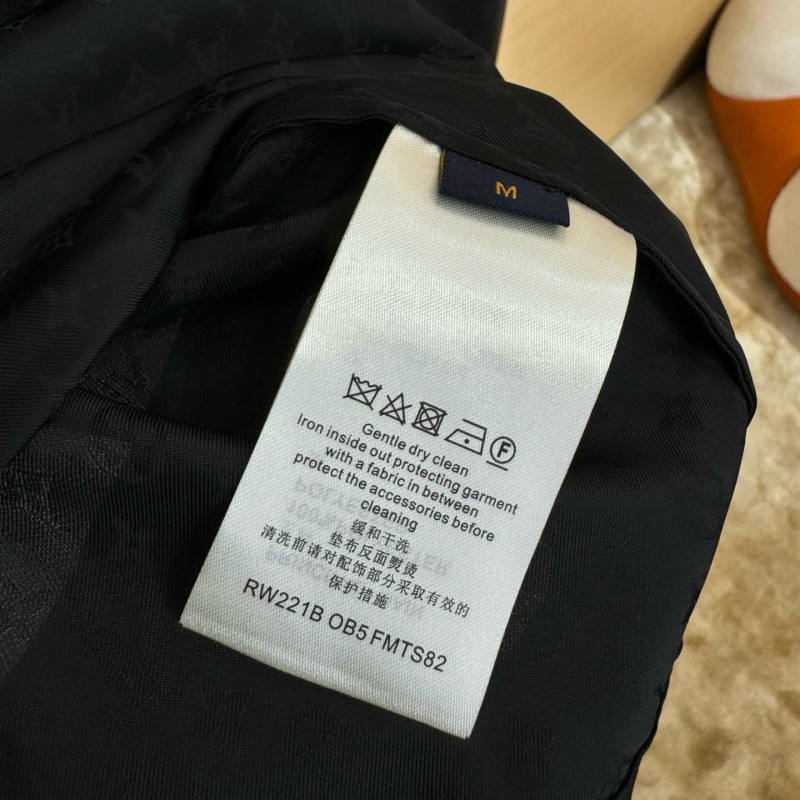 M
Gentle dry clean
Iron inside out protecting garment
with a fabric in between
protect the accessories before
cleaning
缓和干洗
垫布反面熨烫
清洗前请对配饰部分采取有效的
保护措施
RW221B OB5 FMTS82